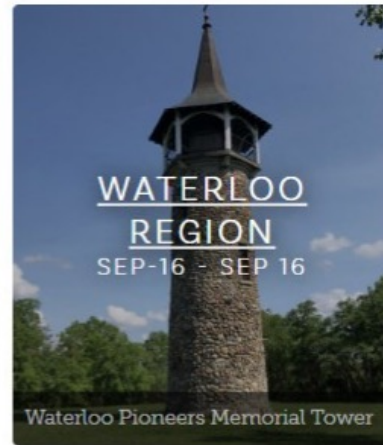 WATERLOO
REGION
SEP-16 - SEP 16
Waterloo Pioneers Memorial Tower